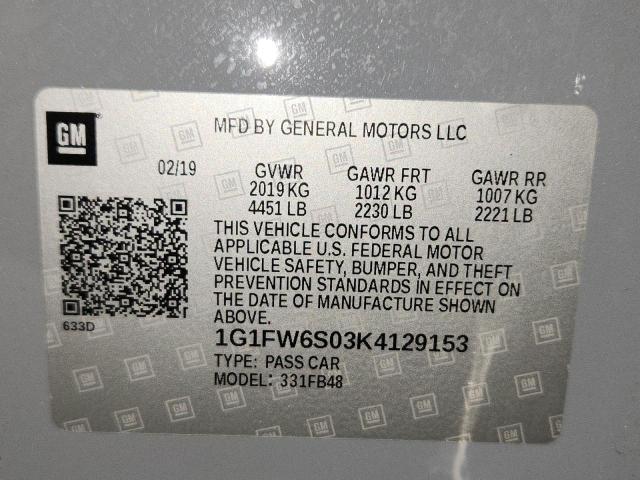 GM
MFD BY GENERAL MOTORS LLC
02/19
GVWR GAWR FRT GAWR RR
2019 KG 1012 KG 1007 KG
4451 LB 2230 LB 2221 LB
THIS VEHICLE CONFORMS TO ALL
APPLICABLE U.S. FEDERAL MOTOR
VEHICLE SAFETY, BUMPER, AND THEFT
PREVENTION STANDARDS IN EFFECT ON
THE DATE OF MANUFACTURE SHOWN
ABOVE.
633D
1G1FW6S03K4129153
TYPE: PASS CAR
MODEL: 331FB48